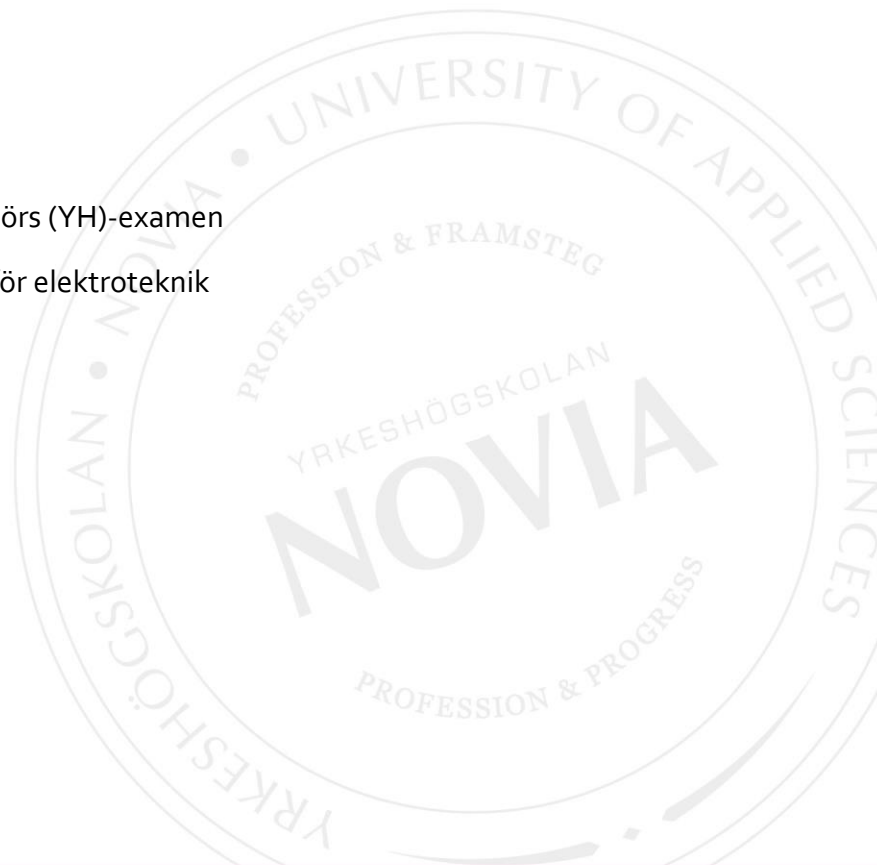 örs (YH)-examen
ör elektroteknik
UNIVERSITY OF APPLIED SCIENCES
YRKESHÖGSKOLAN • NOVIA •
PROFESSION & FRAMSTEG
YRKESHÖGSKOLAN
NOVIA
PROFESSION & PROGRESS